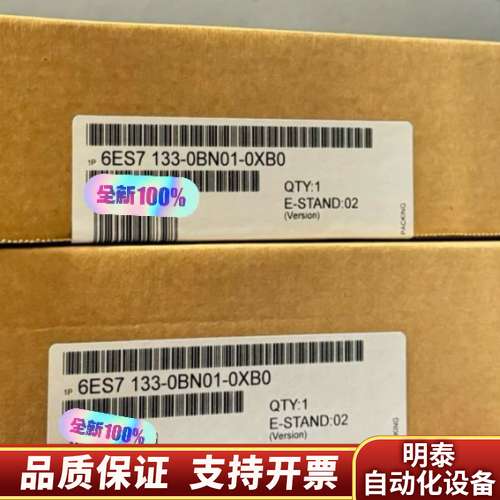 1P 6ES7 133-0BN01-0XB0
全新100%
QTY:1
E-STAND:02
(Version)
PACKING
1P 6ES7 133-0BN01-0XB0
全新100%
QTY:1
E-STAND:02
(Version)
PACKING
品质保证 支持开票
明泰
自动化设备